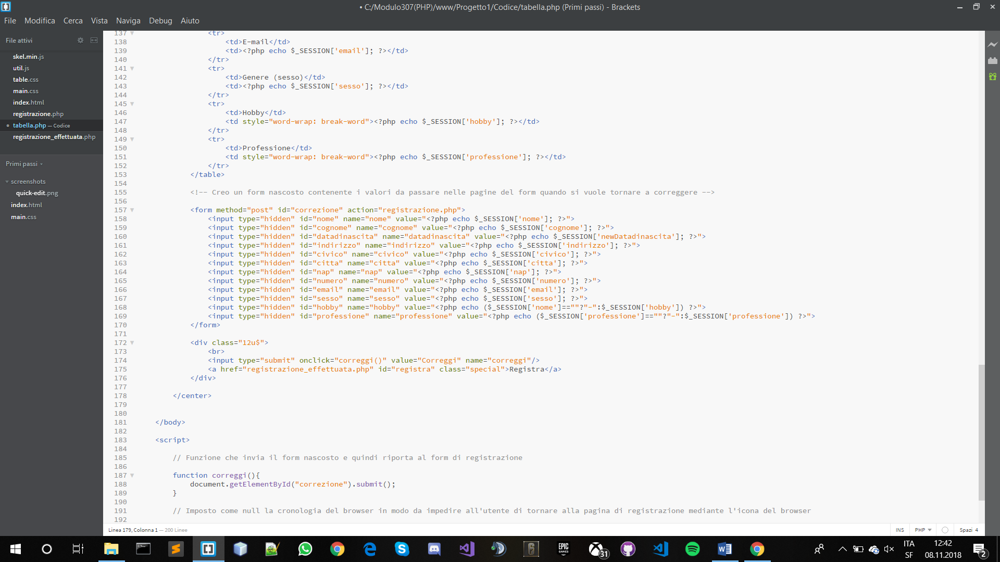 • C:/Modulo307(PHP)/www/Progetto1/Codice/tabella.php (Primi passi) - Brackets
File Modifica Cerca Vista Naviga Debug Aiuto
File attivi
skel.min.js
util.js
table.css
main.css
index.html
registrazione.php
• tabella.php — Codice
registrazione_effettuata.php
Primi passi
screenshots
quick-edit.png
index.html
main.css
137 <tr>
138 <td>E-mail</td>
139 <td><?php echo $_SESSION['email']; ?></td>
140 </tr>
141 <tr>
142 <td>Genere (sesso)</td>
143 <td><?php echo $_SESSION['sesso']; ?></td>
144 </tr>
145 <tr>
146 <td>Hobby</td>
147 <td style="word-wrap: break-word"><?php echo $_SESSION['hobby']; ?></td>
148 </tr>
149 <tr>
150 <td>Professione</td>
151 <td style="word-wrap: break-word"><?php echo $_SESSION['professione']; ?></td>
152 </tr>
153 </table>
154
155 <!-- Creo un form nascosto contenente i valori da passare nelle pagine del form quando si vuole tornare a correggere -->
156
157 <form method="post" id="correzione" action="registrazione.php">
158 <input type="hidden" id="nome" name="nome" value="<?php echo $_SESSION['nome']; ?>">
159 <input type="hidden" id="cognome" name="cognome" value="<?php echo $_SESSION['cognome']; ?>">
160 <input type="hidden" id="datadinascita" name="datadinascita" value="<?php echo $_SESSION['newDatadinascita']; ?>">
161 <input type="hidden" id="indirizzo" name="indirizzo" value="<?php echo $_SESSION['indirizzo']; ?>">
162 <input type="hidden" id="civico" name="civico" value="<?php echo $_SESSION['civico']; ?>">
163 <input type="hidden" id="citta" name="citta" value="<?php echo $_SESSION['citta']; ?>">
164 <input type="hidden" id="nap" name="nap" value="<?php echo $_SESSION['nap']; ?>">
165 <input type="hidden" id="numero" name="numero" value="<?php echo $_SESSION['numero']; ?>">
166 <input type="hidden" id="email" name="email" value="<?php echo $_SESSION['email']; ?>">
167 <input type="hidden" id="sesso" name="sesso" value="<?php echo $_SESSION['sesso']; ?>">
168 <input type="hidden" id="hobby" name="hobby" value="<?php echo ($_SESSION['nome']==""?"-":$_SESSION['hobby']) ?>">
169 <input type="hidden" id="professione" name="professione" value="<?php echo ($_SESSION['professione']==""?"-":$_SESSION['professione']) ?>">
170 </form>
171
172 <div class="12u$">
173 <br>
174 <input type="submit" onclick="correggi()" value="Correggi" name="correggi"/>
175 <a href="registrazione_effettuata.php" id="registra" class="special">Registra</a>
176 </div>
177
178 </center>
179
180
181 </body>
182
183 <script>
184
185 // Funzione che invia il form nascosto e quindi riporta al form di registrazione
186
187 function correggi(){
188 document.getElementById("correzione").submit();
189 }
190
191 // Imposto come null la cronologia del browser in modo da impedire all'utente di tornare alla pagina di registrazione mediante l'icona del browser
192
Linea 179, Colonna 1 — 200 Linee
INS PHP Spazi 4
EPIC GAMES
31
ITA
SF
12:42
08.11.2018
2